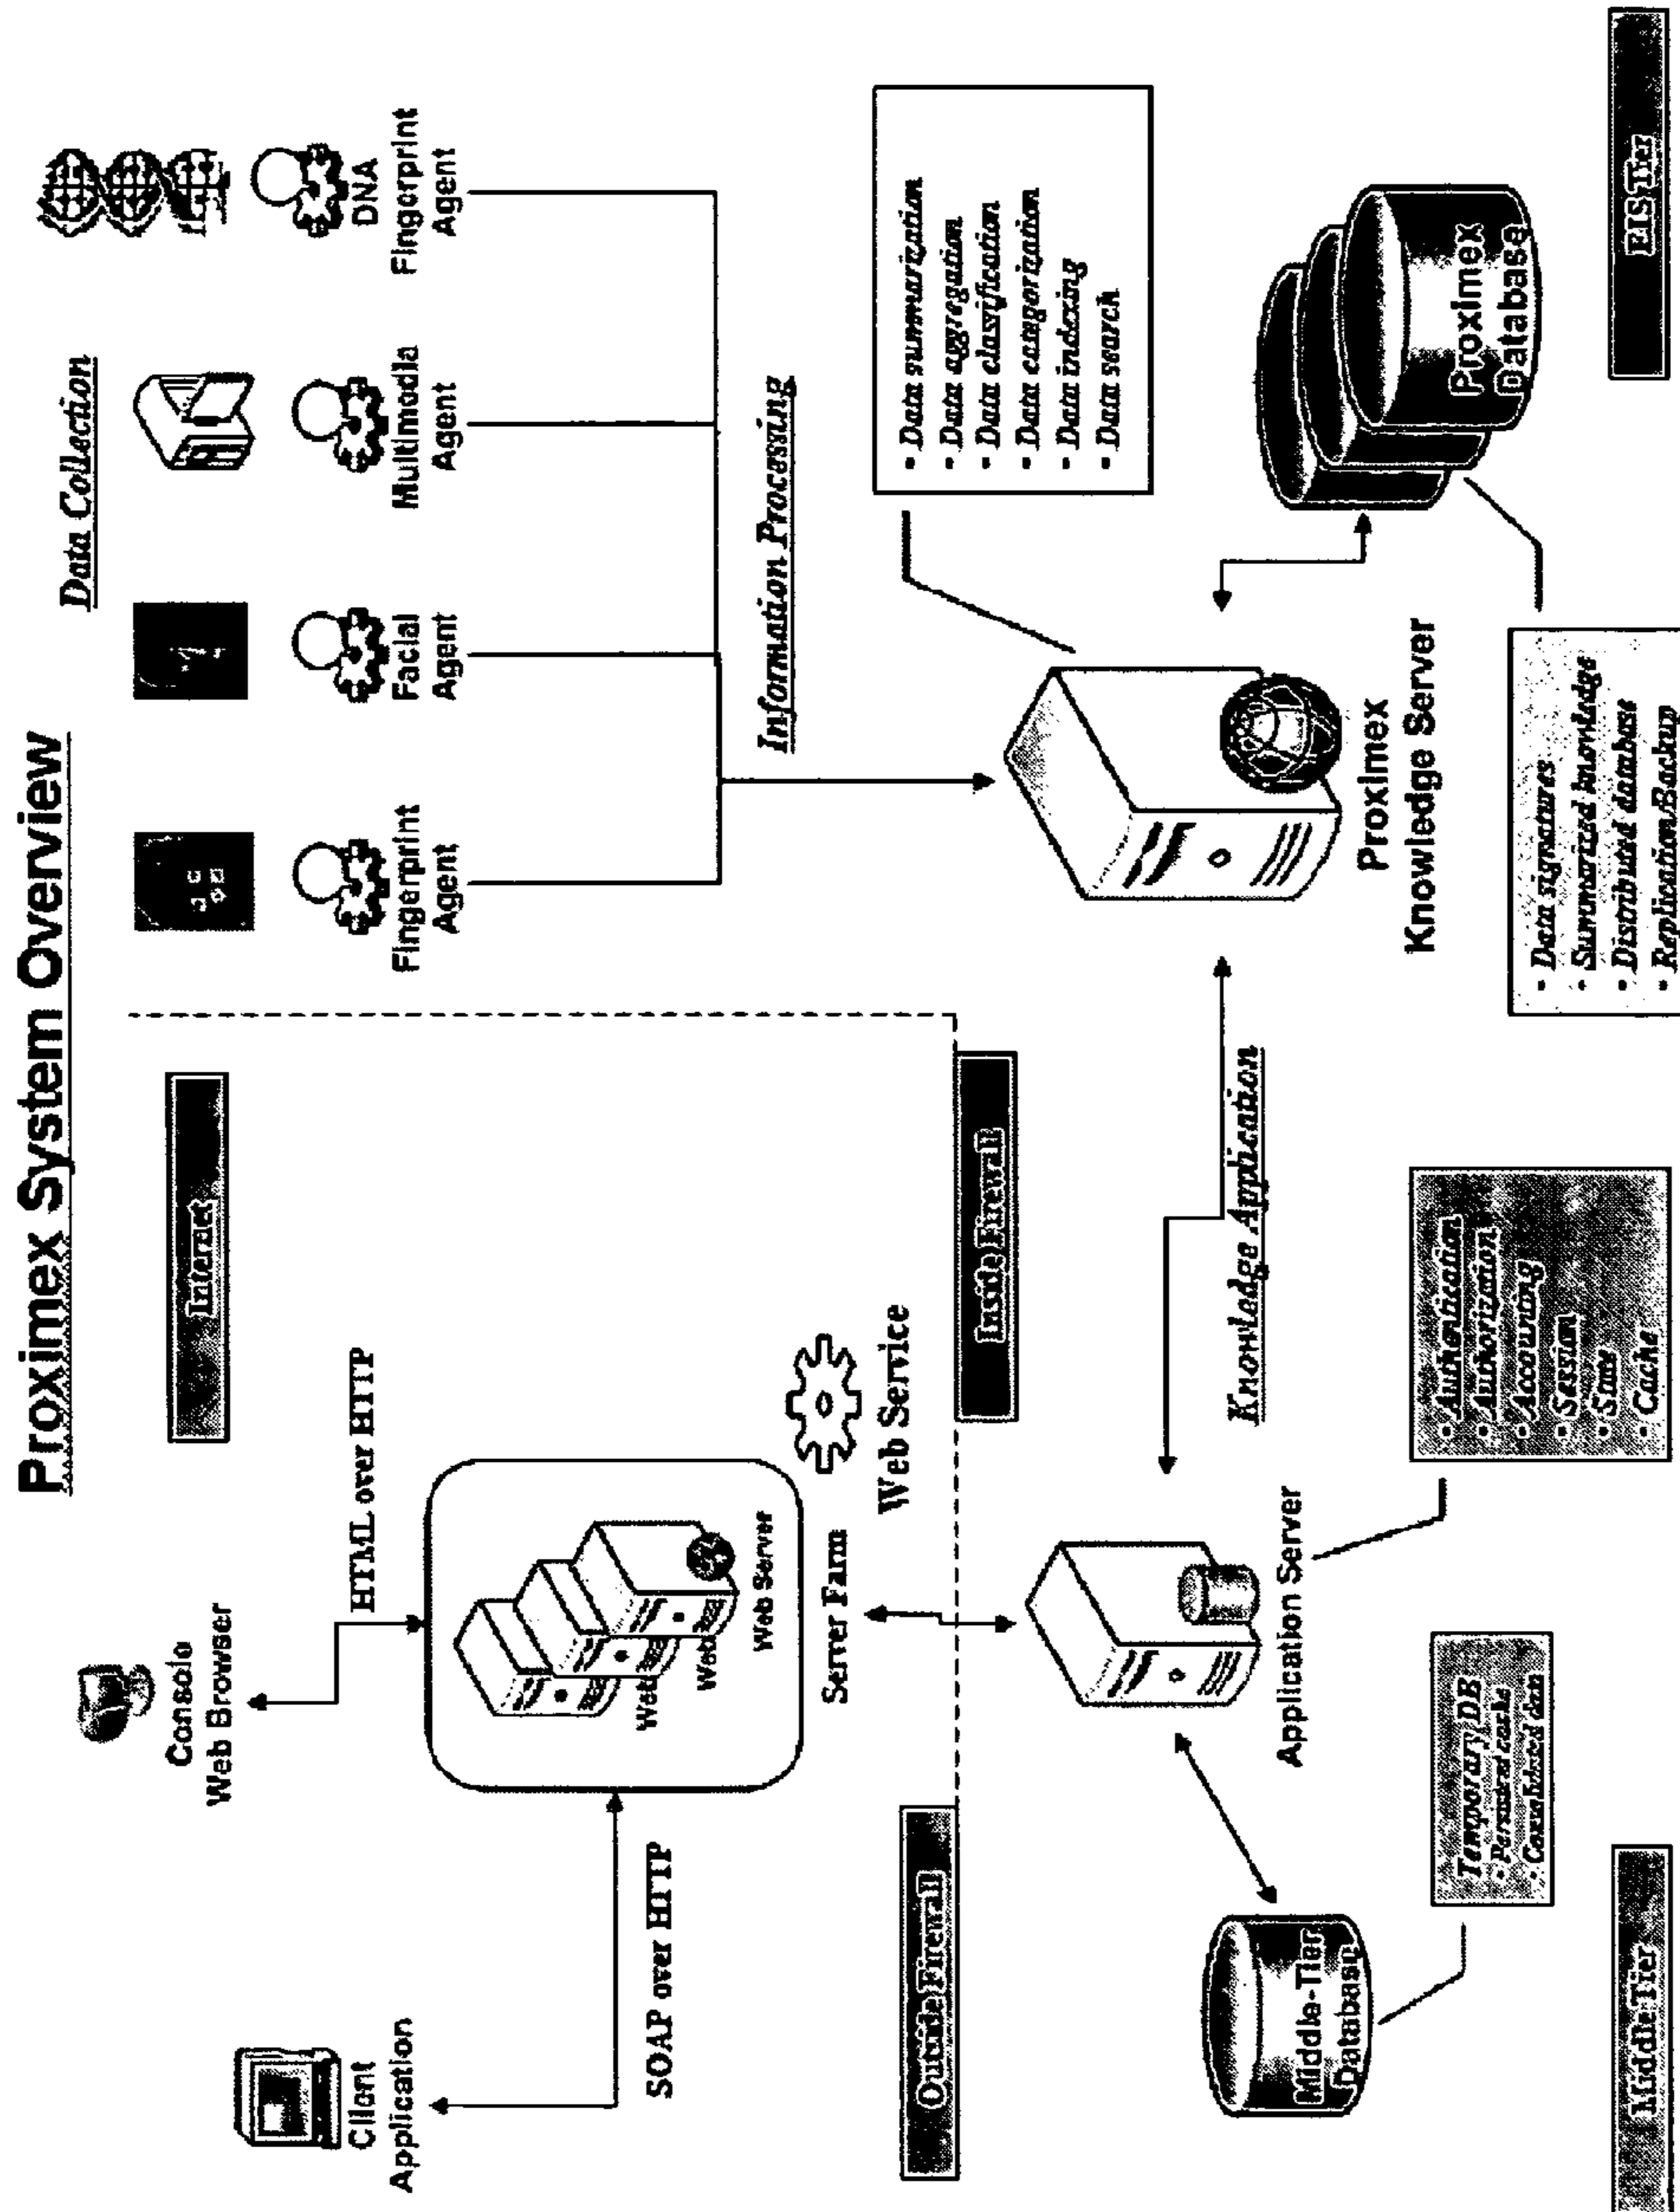 Proximex System Overview
Client
Application
Console
Web Browser
Internet
SOAP over HTTP
HTML over HTTP
Web
Web
Web Server
Server Farm
Web Service
Outside Firewall
Inside Firewall
Data Collection
Fingerprint
Agent
Facial
Agent
Multimedia
Agent
DNA
Fingerprint
Agent
Information Processing
Middle-Tier
Database
Application Server
Knowledge Application
Proximex
Knowledge Server
• Data summarization
• Data aggregation
• Data classification
• Data categorization
• Data indexing
• Data search
Proximex
Database
Temporary DB
• Persisted cache
• Consolidated data
• Authentication
• Authorization
• Accounting
• Session
• State
• Cache
• Data signatures
• Summarized knowledge
• Distributed database
• Replication/Backup
Middle Tier
EIS Tier